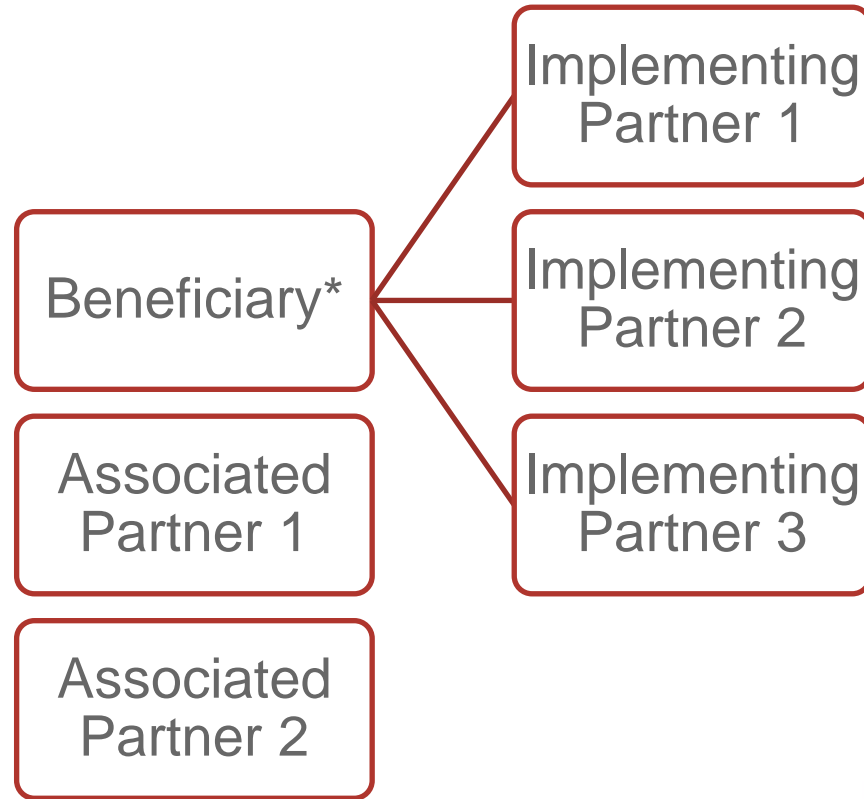 Implementing
Partner 1
Beneficiary*
Implementing
Partner 2
Associated
Partner 1
Implementing
Partner 3
Associated
Partner 2